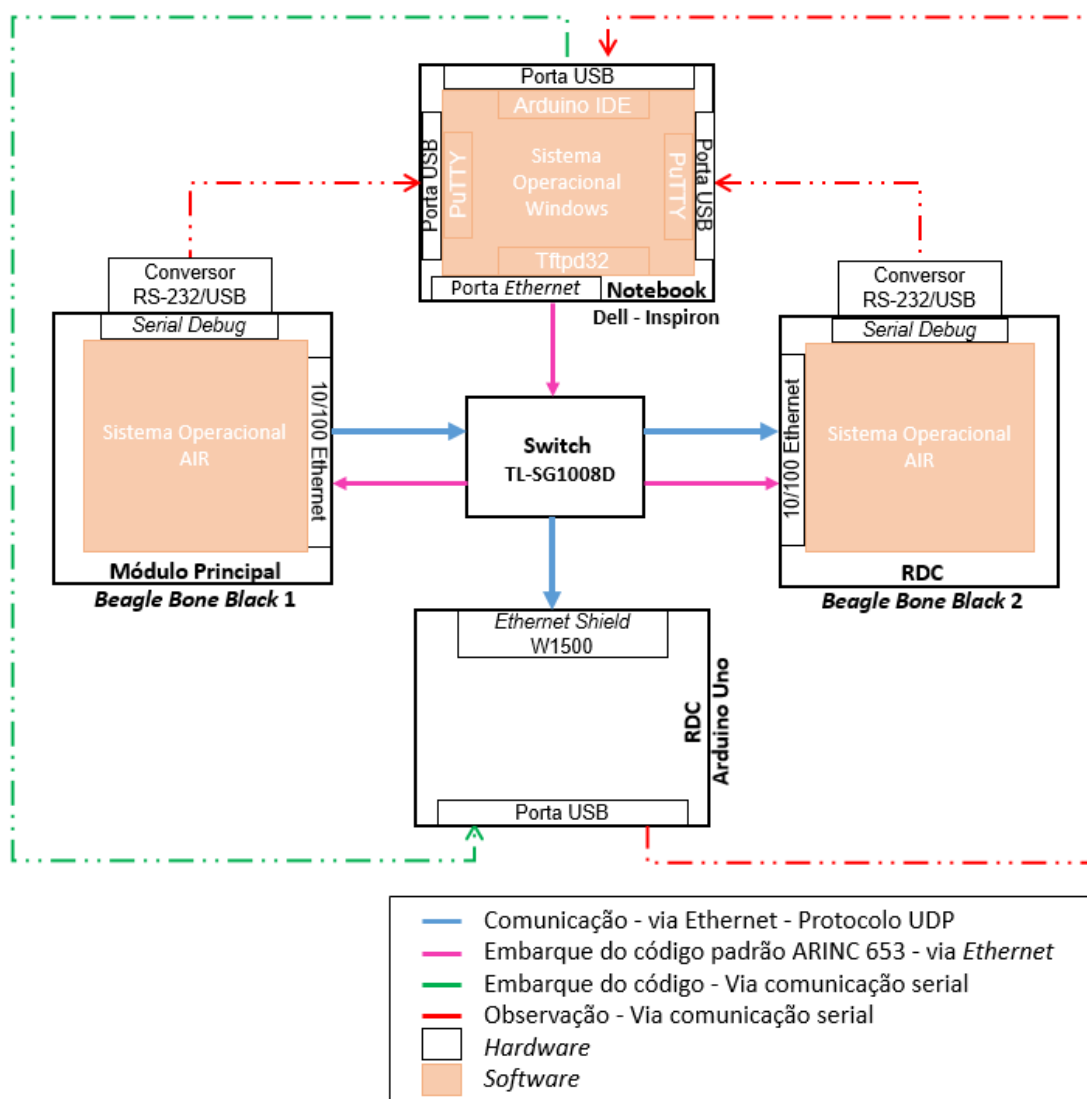 Porta USB
Arduino IDE
Porta USB
PuTTY
Sistema
Operacional
Windows
PuTTY
Porta USB
Tftpd32
Porta Ethernet
Notebook
Dell - Inspiron
Conversor
RS-232/USB
Serial Debug
Sistema Operacional
AIR
10/100 Ethernet
Módulo Principal
Beagle Bone Black 1
Switch
TL-SG1008D
Conversor
RS-232/USB
Serial Debug
10/100 Ethernet
Sistema Operacional
AIR
RDC
Beagle Bone Black 2
Ethernet Shield
W1500
RDC
Arduino Uno
Porta USB
Comunicação - via Ethernet - Protocolo UDP
Embarque do código padrão ARINC 653 - via Ethernet
Embarque do código - Via comunicação serial
Observação - Via comunicação serial
Hardware
Software